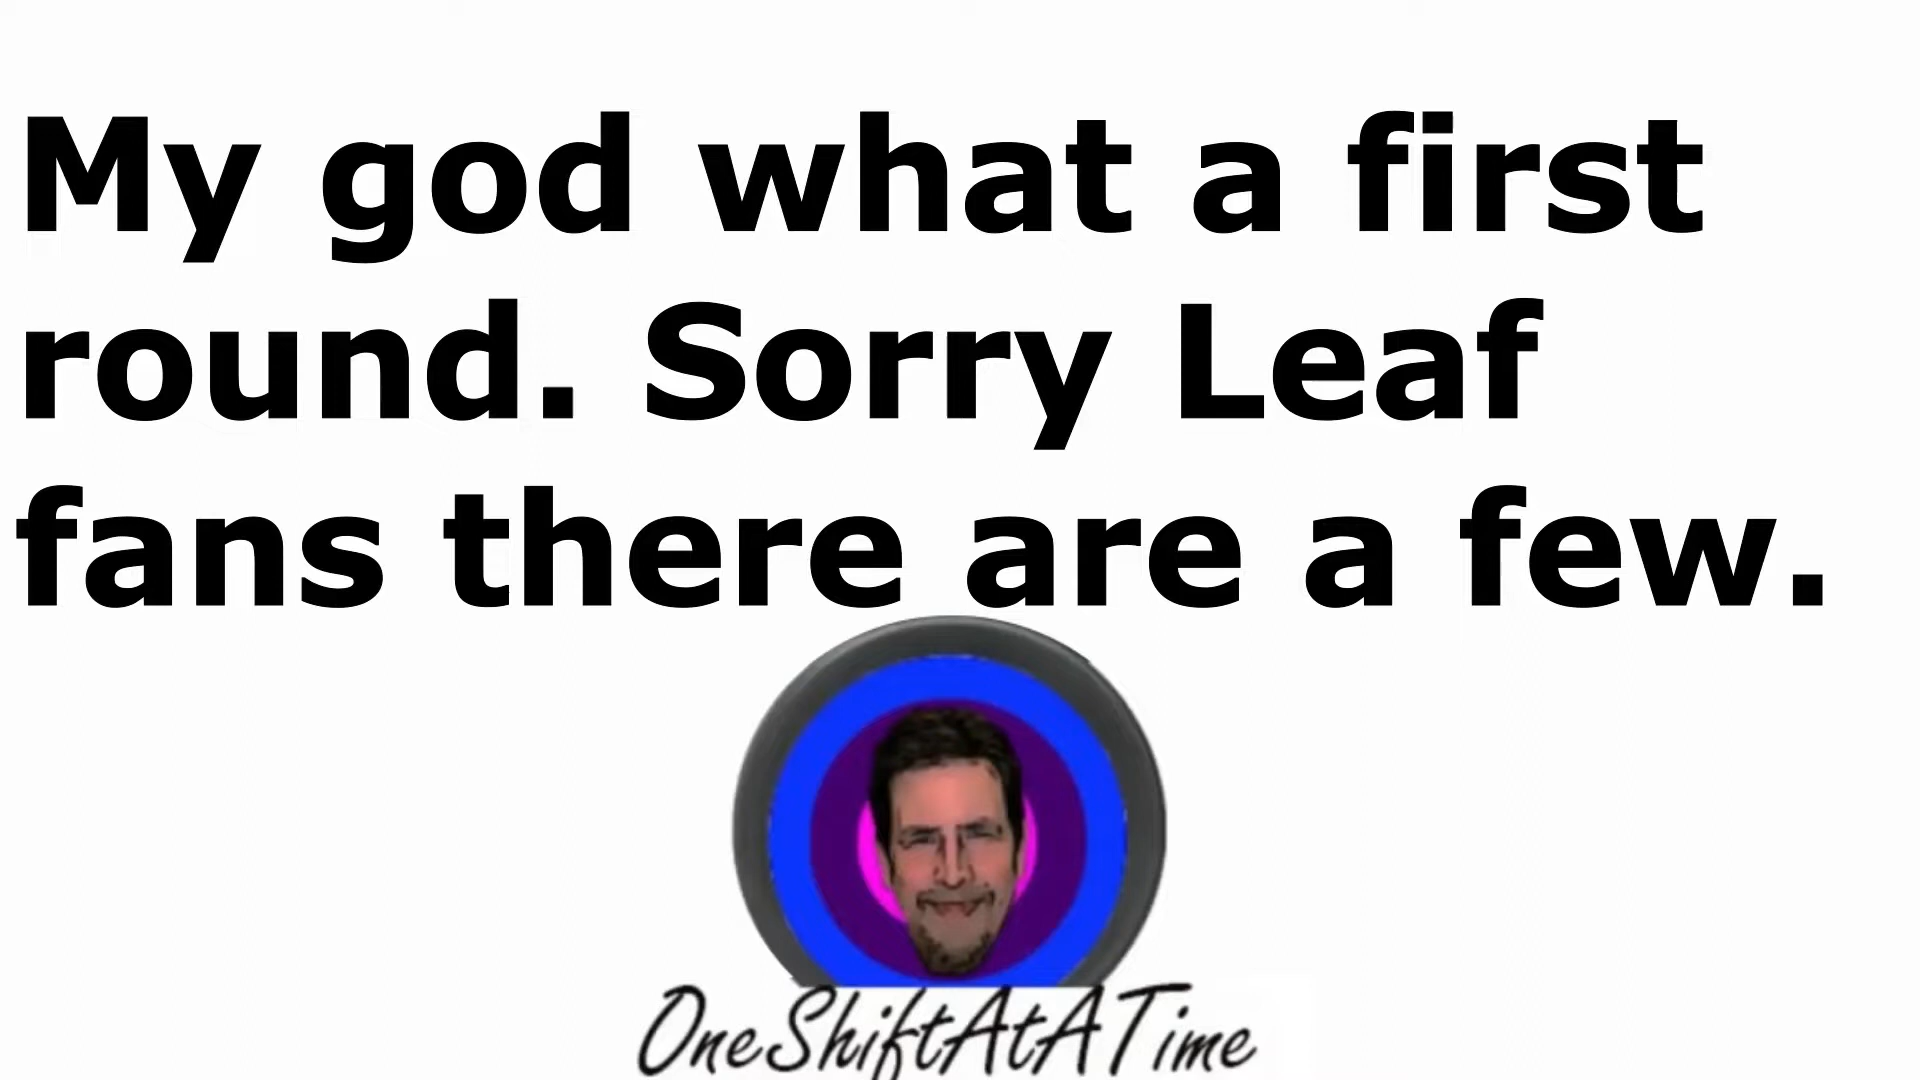 My god what a first
round. Sorry Leaf
fans there are a few.
OneShiftAtATime